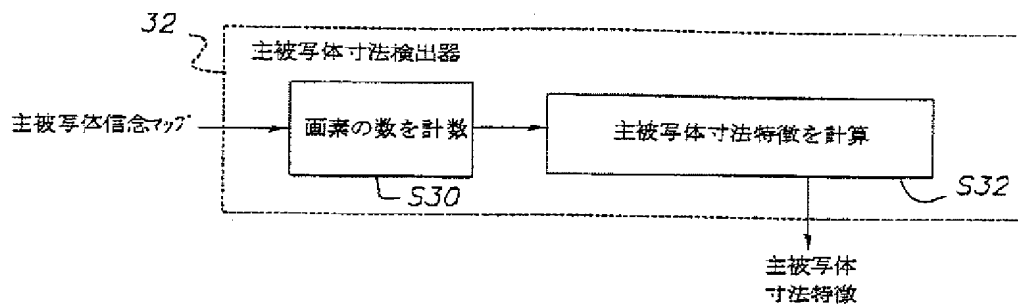 32
主被写体寸法検出器
主被写体信念マップ
画素の数を計数
主被写体寸法特徴を計算
S30
S32
主被写体
寸法特徴